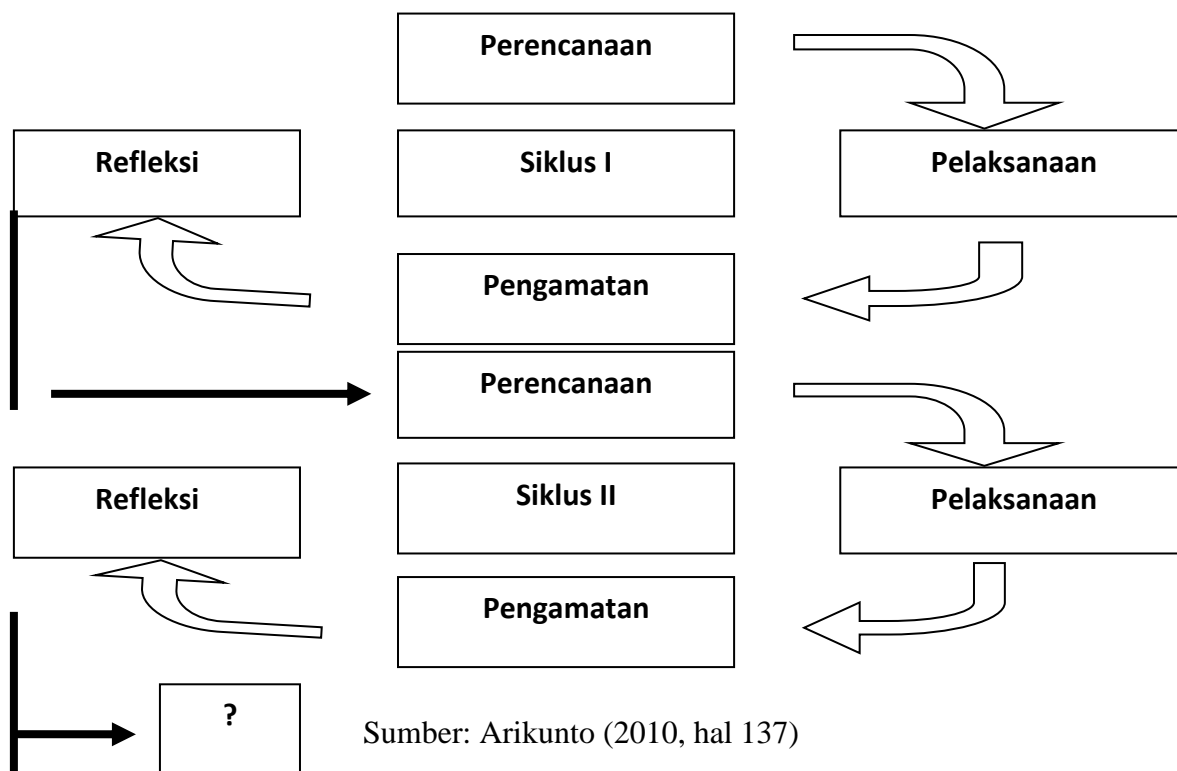 Perencanaan
Refleksi
Siklus I
Pelaksanaan
Pengamatan
Perencanaan
Refleksi
Siklus II
Pelaksanaan
Pengamatan
?
Sumber: Arikunto (2010, hal 137)